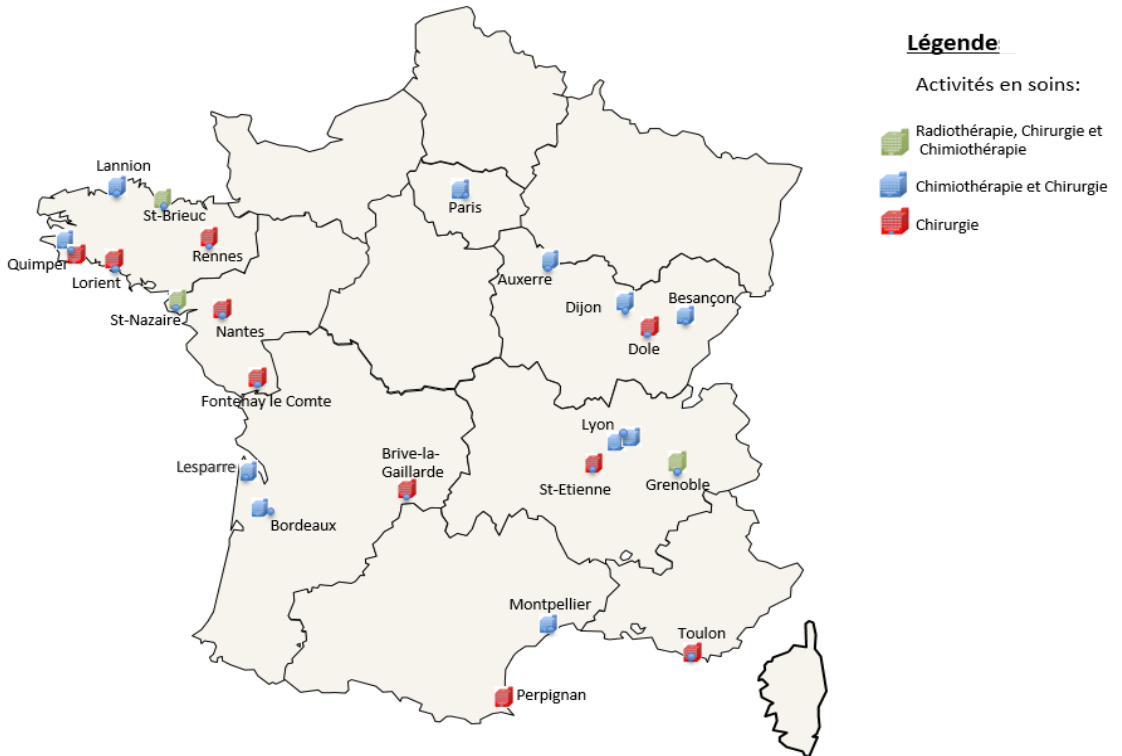 Légende:
Activités en soins:
Radiothérapie, Chirurgie et
Chimiothérapie
Chimiothérapie et Chirurgie
Chirurgie
Lannion
St-Brieuc
Paris
Quimper
Rennes
Lorient
Auxerre
St-Nazaire
Nantes
Dijon
Besançon
Dole
Fontenay le Comte
Lyon
Lesparre
Brive-la-
Gaillarde
St-Etienne
Grenoble
Bordeaux
Montpellier
Toulon
Perpignan